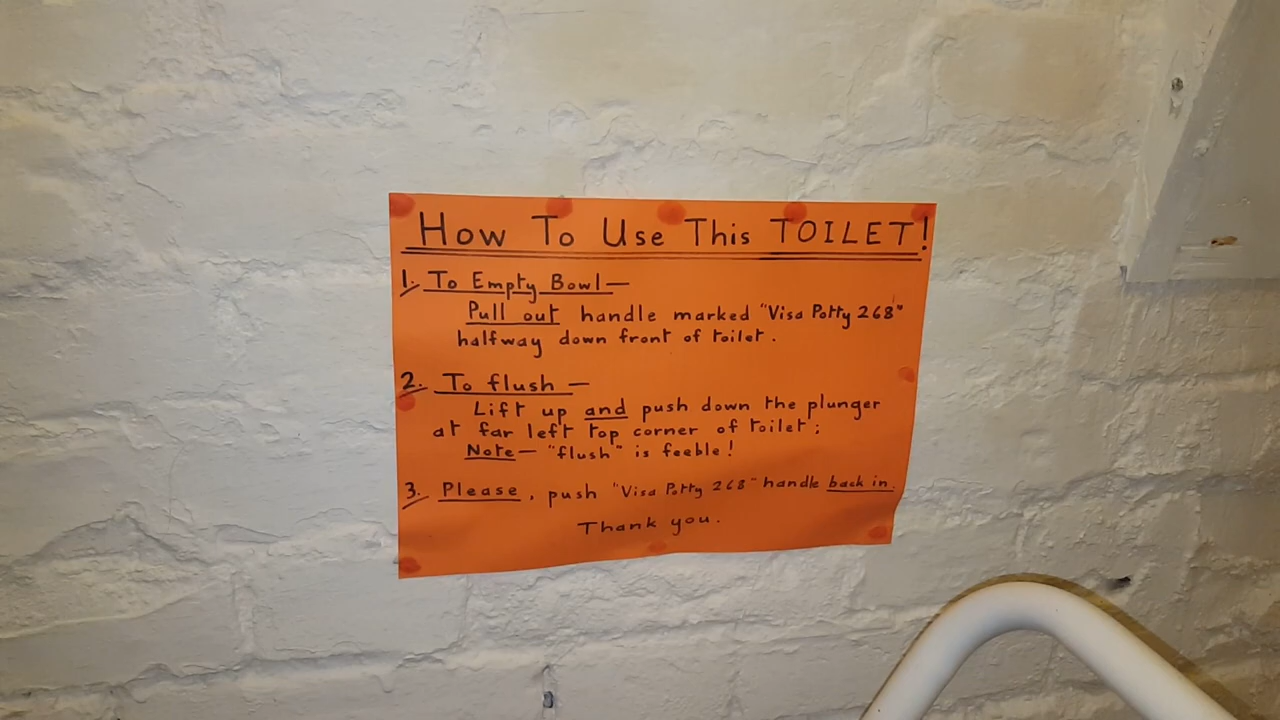 How To Use This TOILET!
1. To Empty Bowl—
Pull out handle marked "Visa Potty 268"
halfway down front of toilet.
2. To flush —
Lift up and push down the plunger
at far left top corner of toilet;
Note— "flush" is feeble!
3. Please, push "Visa Potty 268" handle back in.
Thank you.